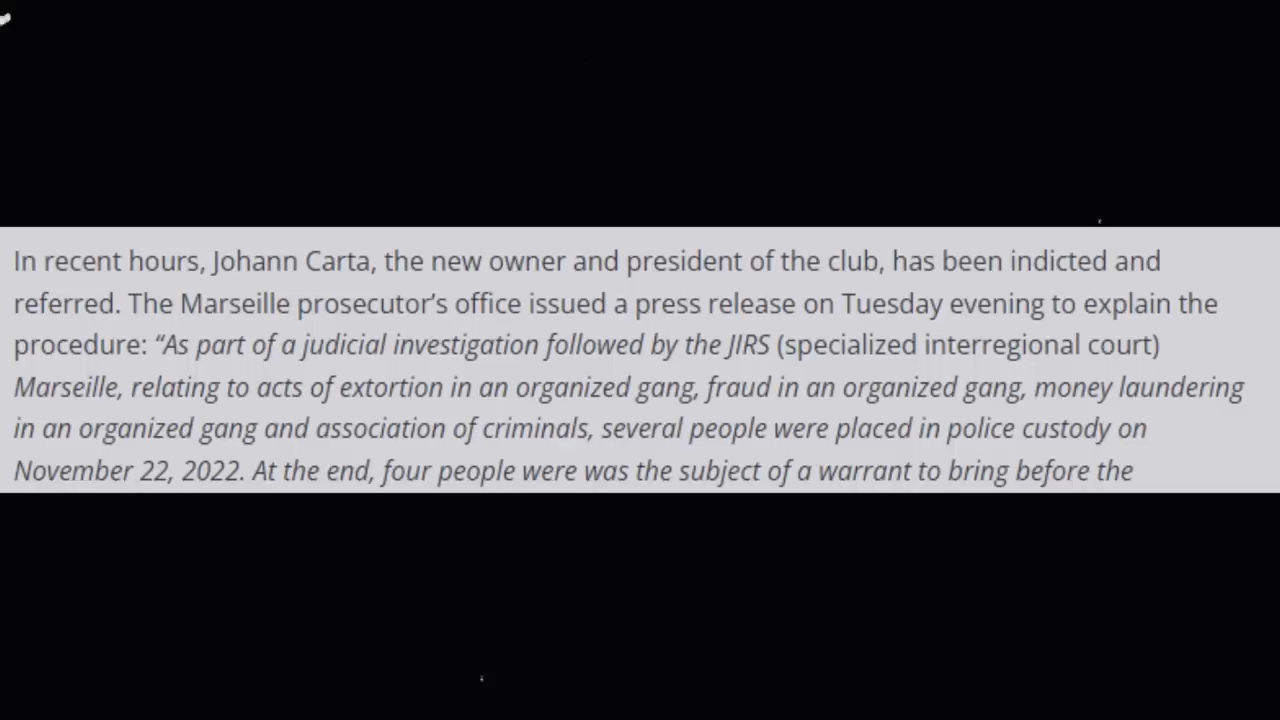 In recent hours, Johann Carta, the new owner and president of the club, has been indicted and
referred. The Marseille prosecutor’s office issued a press release on Tuesday evening to explain the
procedure: “As part of a judicial investigation followed by the JIRS (specialized interregional court)
Marseille, relating to acts of extortion in an organized gang, fraud in an organized gang, money laundering
in an organized gang and association of criminals, several people were placed in police custody on
November 22, 2022. At the end, four people were was the subject of a warrant to bring before the